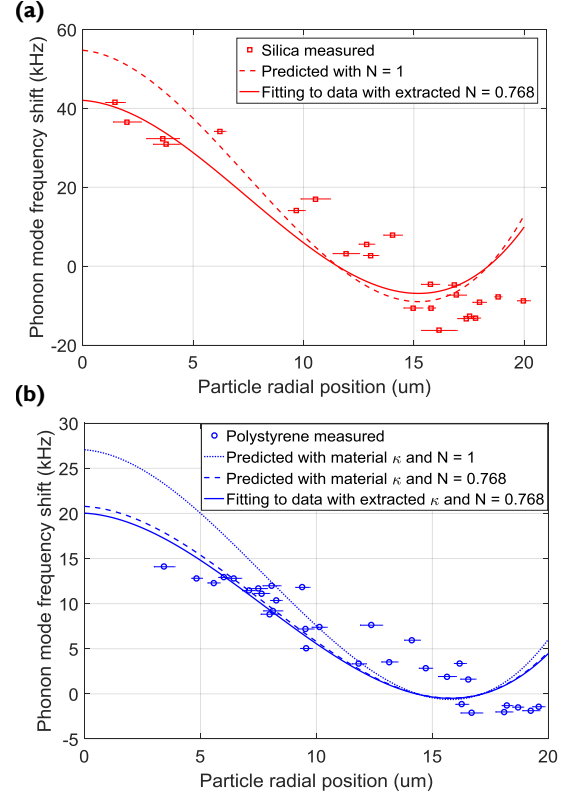 (a)
60
40
20
0
-20
Phonon mode frequency shift (kHz)
Silica measured
Predicted with N = 1
Fitting to data with extracted N = 0.768
0
5
10
15
20
Particle radial position (um)
(b)
30
25
20
15
10
5
0
-5
Phonon mode frequency shift (kHz)
Polystyrene measured
Predicted with material κ and N = 1
Predicted with material κ and N = 0.768
Fitting to data with extracted κ and N = 0.768
0
5
10
15
20
Particle radial position (um)